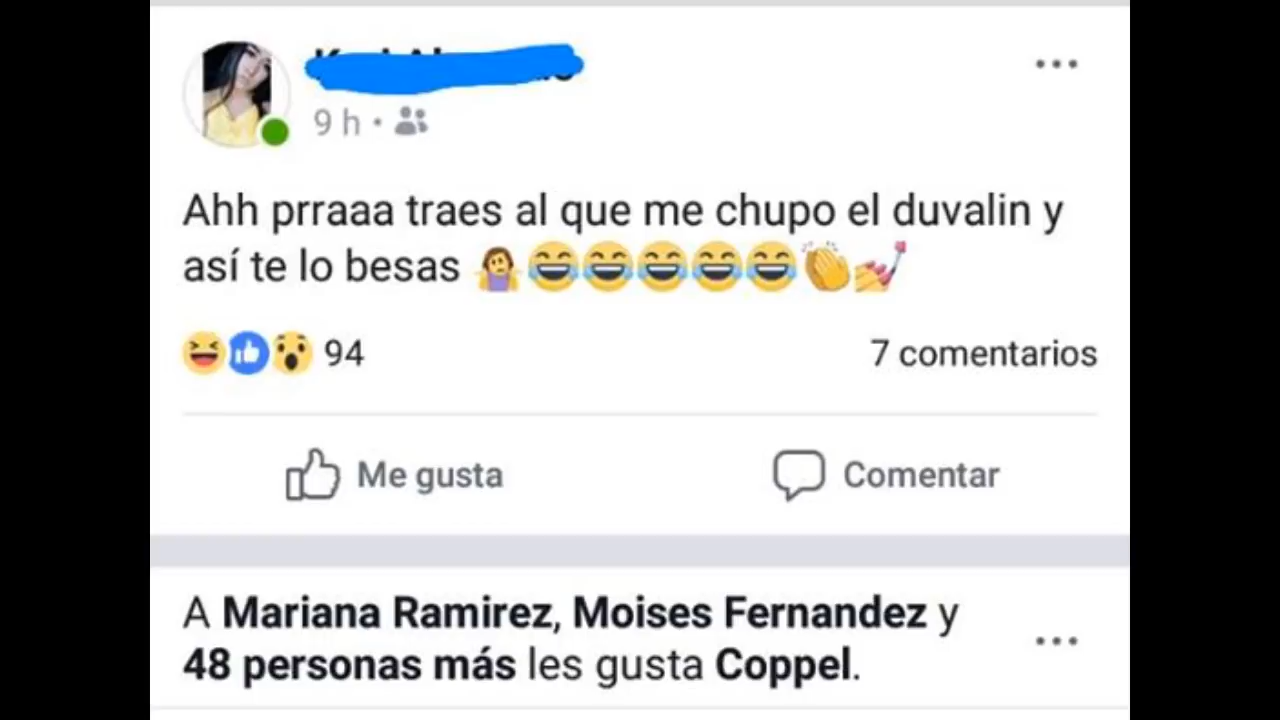 9 h
Ahh prraaa traes al que me chupo el duvalin y
así te lo besas 🤷‍♀️😂😂😂😂😂👏💅
94 7 comentarios
Me gusta Comentar
A Mariana Ramirez, Moises Fernandez y
48 personas más les gusta Coppel.